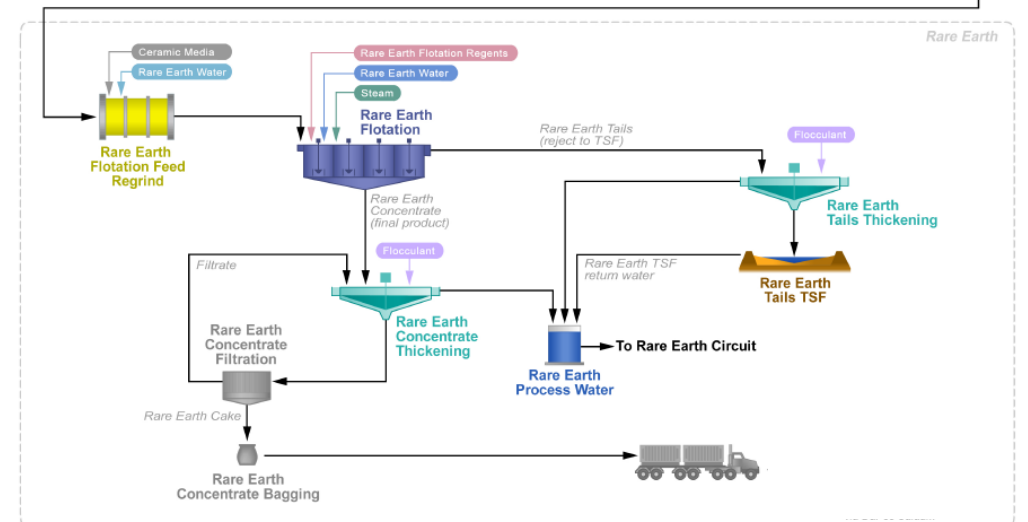 Rare Earth
Ceramic Media
Rare Earth Water
Rare Earth Flotation Regents
Rare Earth Water
Steam
Rare Earth
Flotation
Rare Earth
Flotation Feed
Regrind
Rare Earth Tails
(reject to TSF)
Flocculant
Rare Earth
Tails Thickening
Rare Earth
Concentrate
(final product)
Flocculant
Filtrate
Rare Earth TSF
return water
Rare Earth
Tails TSF
Rare Earth
Concentrate
Thickening
Rare Earth
Concentrate
Filtration
To Rare Earth Circuit
Rare Earth
Process Water
Rare Earth Cake
Rare Earth
Concentrate Bagging